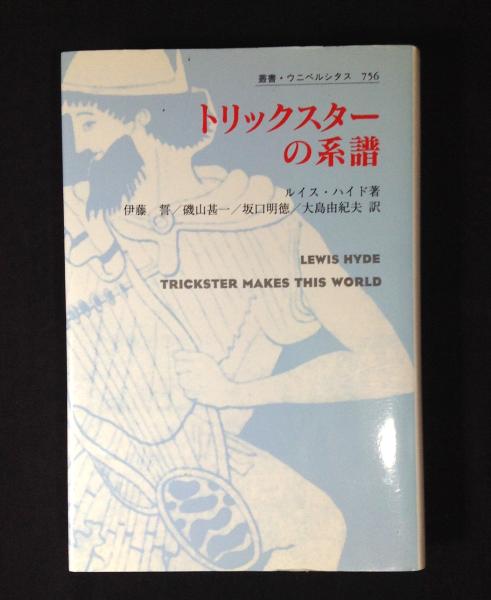 叢書・ウニベルシタス 756
トリックスター
の系譜
ルイス・ハイド著
伊藤 誓／磯山甚一／坂口明徳／大島由紀夫 訳
LEWIS HYDE
TRICKSTER MAKES THIS WORLD